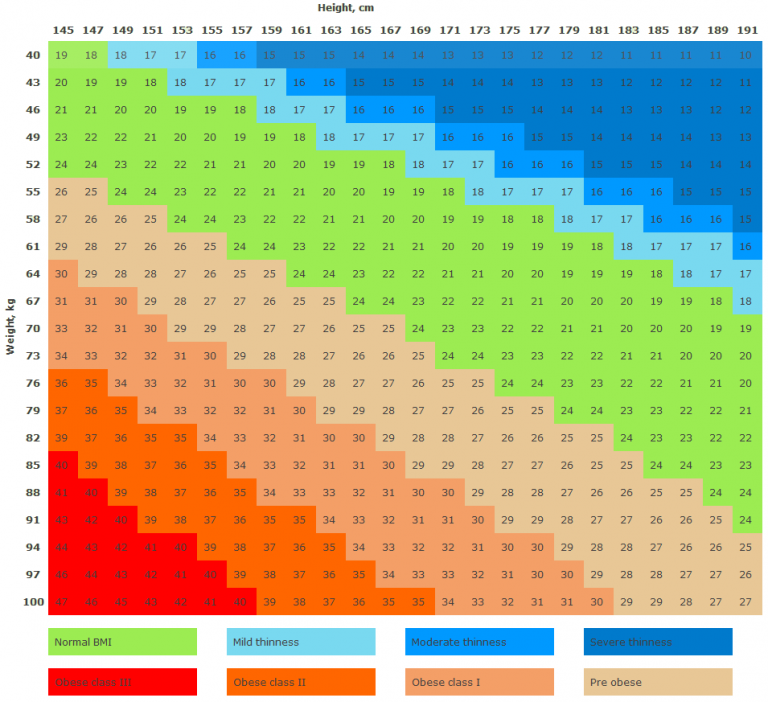 Height, cm
145 147 149 151 153 155 157 159 161 163 165 167 169 171 173 175 177 179 181 183 185 187 189 191
Weight, kg
40 19 18 18 17 17 16 16 15 15 15 14 14 14 13 13 13 12 12 12 11 11 11 11 10
43 20 19 19 18 18 17 17 17 16 16 15 15 15 14 14 14 13 13 13 12 12 12 12 11
46 21 21 20 20 19 19 18 18 17 17 16 16 16 15 15 15 14 14 14 13 13 13 12 12
49 23 22 22 21 20 20 19 19 18 18 17 17 17 16 16 16 15 15 14 14 14 14 13 13
52 24 24 23 22 22 21 21 20 20 19 19 18 18 17 17 16 16 16 15 15 15 14 14 14
55 26 25 24 24 23 22 22 21 21 20 20 19 19 18 18 17 17 17 16 16 16 15 15 15
58 27 26 26 25 24 24 23 22 22 21 21 20 20 19 19 18 18 18 17 17 16 16 16 15
61 29 28 27 26 26 25 24 24 23 22 22 21 21 20 20 19 19 19 18 18 17 17 17 16
64 30 29 28 28 27 26 25 25 24 24 23 22 22 21 21 20 20 19 19 19 18 18 17 17
67 31 31 30 29 28 27 27 26 25 25 24 24 23 22 22 21 21 20 20 20 19 19 18 18
70 33 32 31 30 29 29 28 27 27 26 25 25 24 23 23 22 22 21 21 20 20 20 19 19
73 34 33 32 32 31 30 29 28 28 27 26 26 25 24 24 23 23 22 22 21 21 20 20 20
76 36 35 34 33 32 31 30 30 29 28 27 27 26 25 25 24 24 23 23 22 22 21 21 20
79 37 36 35 34 33 32 32 31 30 29 29 28 27 27 26 25 25 24 24 23 23 22 22 21
82 39 37 36 35 35 34 33 32 31 30 30 29 28 28 27 26 26 25 25 24 23 23 22 22
85 40 39 38 37 36 35 34 33 32 31 31 30 29 29 28 27 27 26 25 25 24 24 23 23
88 41 40 39 38 37 36 35 34 33 33 32 31 30 30 29 28 28 27 26 26 25 25 24 24
91 43 42 40 39 38 37 36 35 35 34 33 32 31 31 30 29 29 28 27 27 26 26 25 24
94 44 43 42 41 40 39 38 37 36 35 34 33 32 32 31 30 30 29 28 28 27 26 26 25
97 46 44 43 42 41 40 39 38 37 36 35 34 33 33 32 31 30 30 29 28 28 27 27 26
100 47 46 45 43 42 41 40 39 38 37 36 35 35 34 33 32 31 31 30 29 29 28 27 27
Normal BMI Mild thinness Moderate thinness Severe thinness
Obese class III Obese class II Obese class I Pre obese